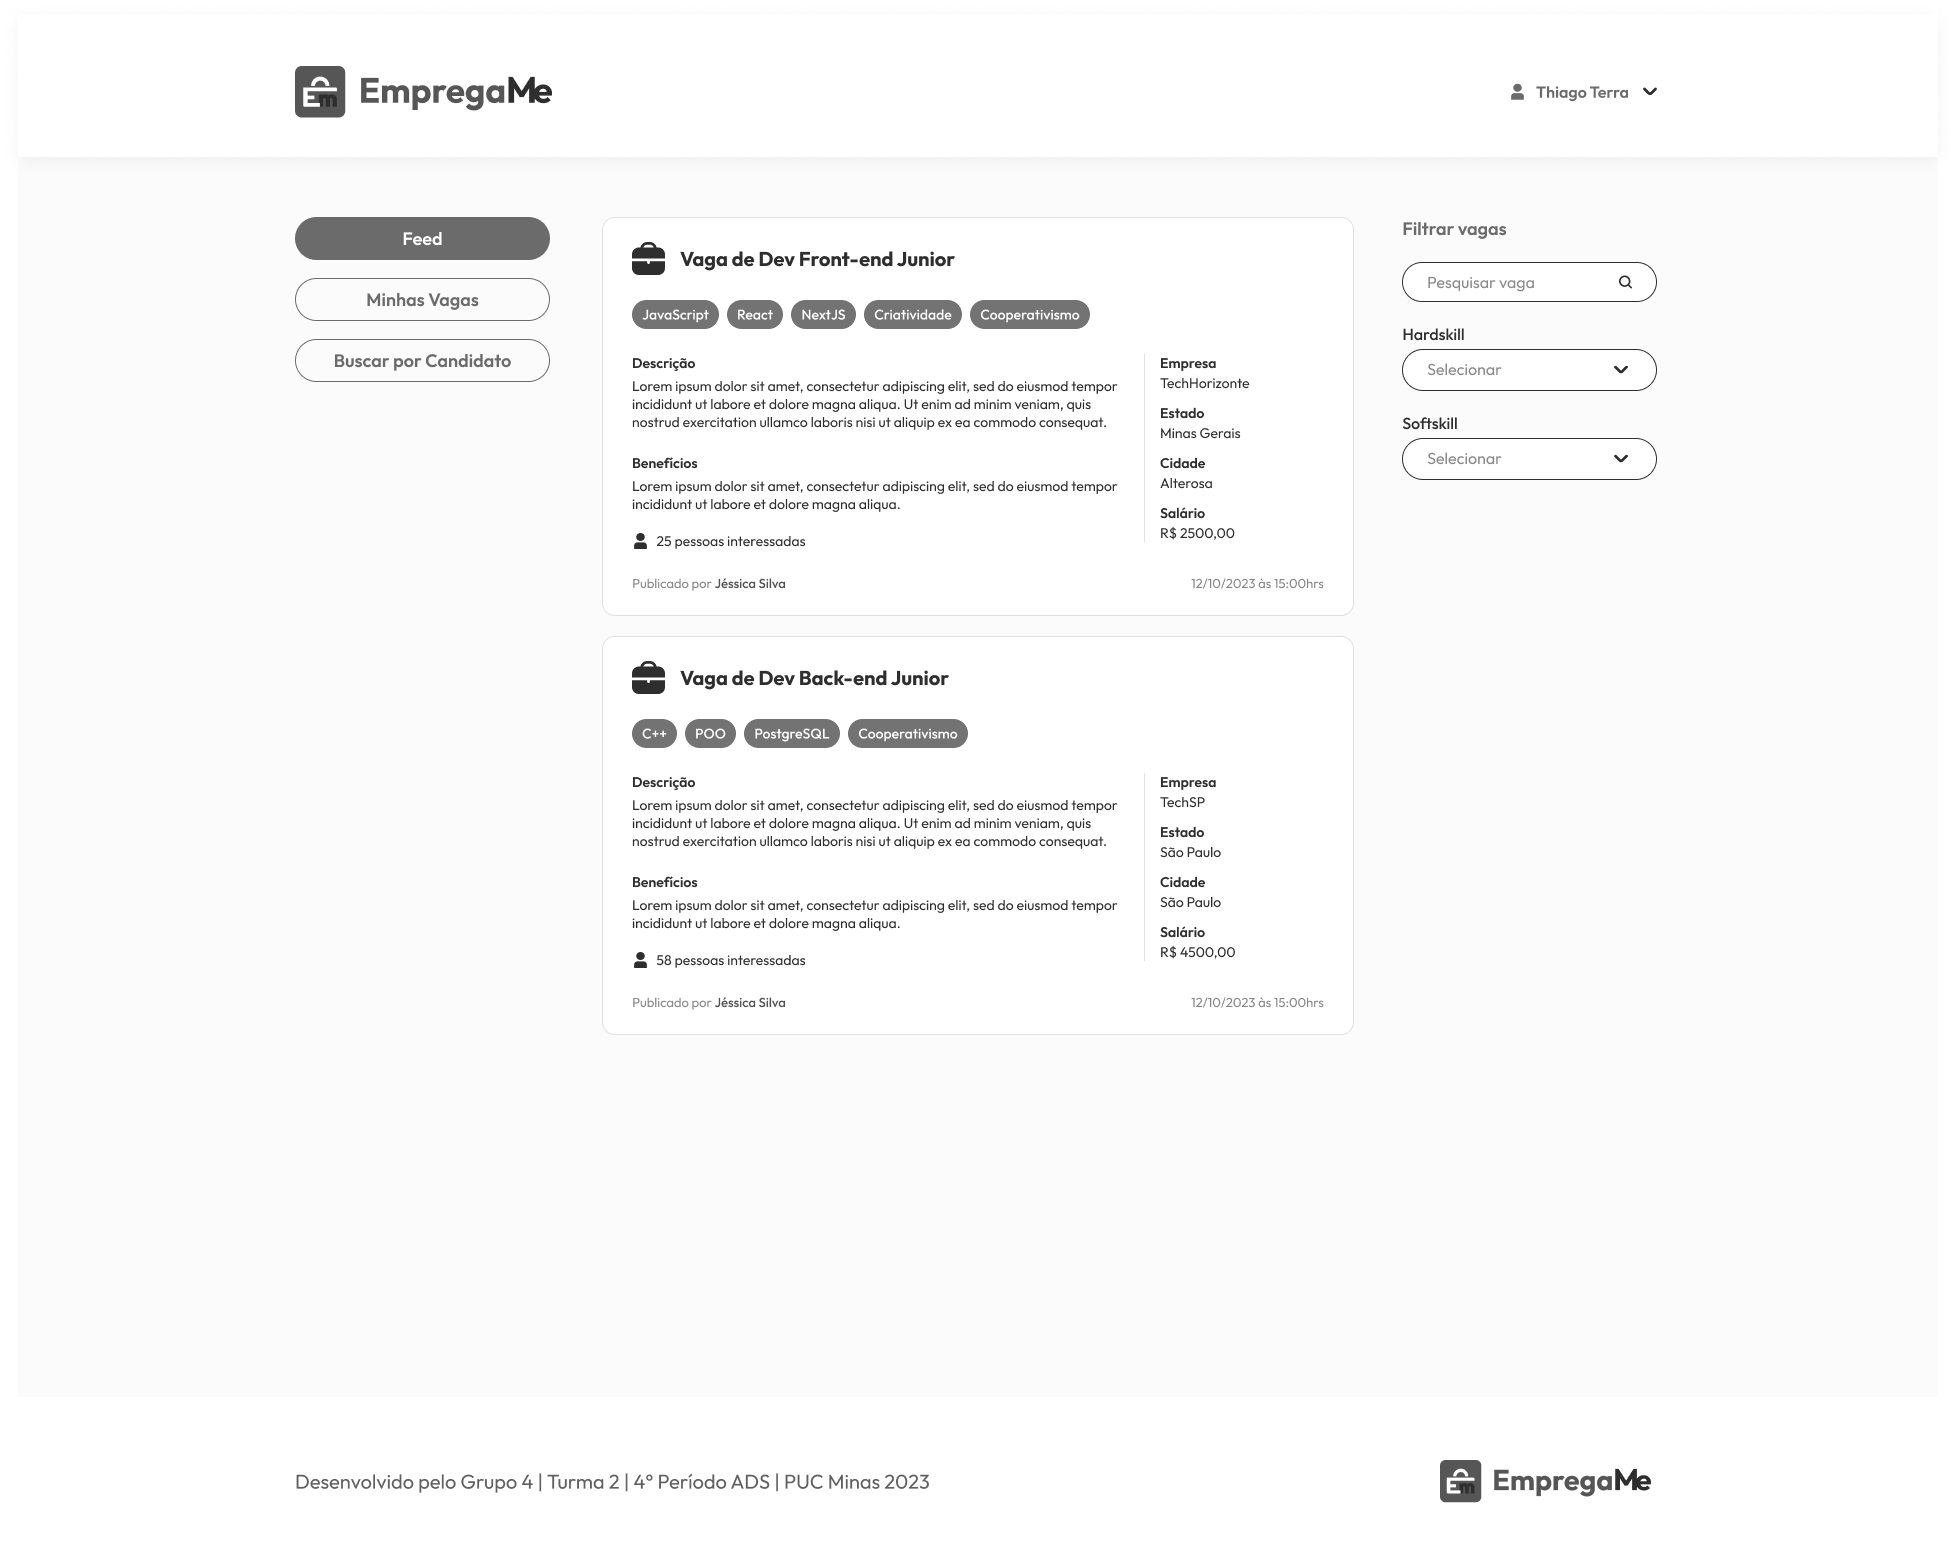 Em EmpregaMe
Thiago Terra
Feed
Minhas Vagas
Buscar por Candidato
Vaga de Dev Front-end Junior
JavaScript React NextJS Criatividade Cooperativismo
Descrição
Lorem ipsum dolor sit amet, consectetur adipiscing elit, sed do eiusmod tempor
incididunt ut labore et dolore magna aliqua. Ut enim ad minim veniam, quis
nostrud exercitation ullamco laboris nisi ut aliquip ex ea commodo consequat.
Benefícios
Lorem ipsum dolor sit amet, consectetur adipiscing elit, sed do eiusmod tempor
incididunt ut labore et dolore magna aliqua.
25 pessoas interessadas
Empresa
TechHorizonte
Estado
Minas Gerais
Cidade
Alterosa
Salário
R$ 2500,00
Publicado por Jéssica Silva
12/10/2023 às 15:00hrs
Vaga de Dev Back-end Junior
C++ POO PostgreSQL Cooperativismo
Descrição
Lorem ipsum dolor sit amet, consectetur adipiscing elit, sed do eiusmod tempor
incididunt ut labore et dolore magna aliqua. Ut enim ad minim veniam, quis
nostrud exercitation ullamco laboris nisi ut aliquip ex ea commodo consequat.
Benefícios
Lorem ipsum dolor sit amet, consectetur adipiscing elit, sed do eiusmod tempor
incididunt ut labore et dolore magna aliqua.
58 pessoas interessadas
Empresa
TechSP
Estado
São Paulo
Cidade
São Paulo
Salário
R$ 4500,00
Publicado por Jéssica Silva
12/10/2023 às 15:00hrs
Filtrar vagas
Pesquisar vaga
Hardskill
Selecionar
Softskill
Selecionar
Desenvolvido pelo Grupo 4 | Turma 2 | 4° Período ADS | PUC Minas 2023
Em EmpregaMe